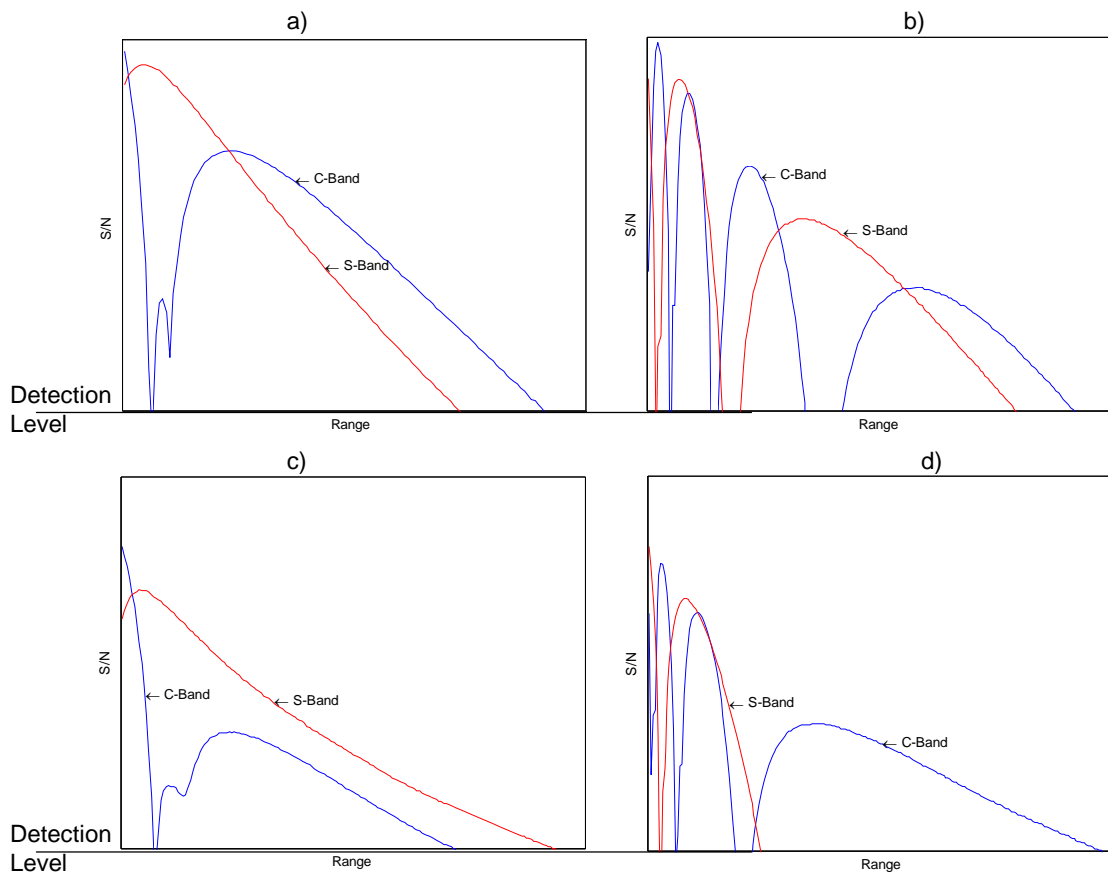 a)
b)
S/N
← C-Band
← S-Band
S/N
← C-Band
← S-Band
Detection
Level
Range
Range
c)
d)
S/N
← C-Band
← S-Band
S/N
← S-Band
← C-Band
Detection
Level
Range
Range